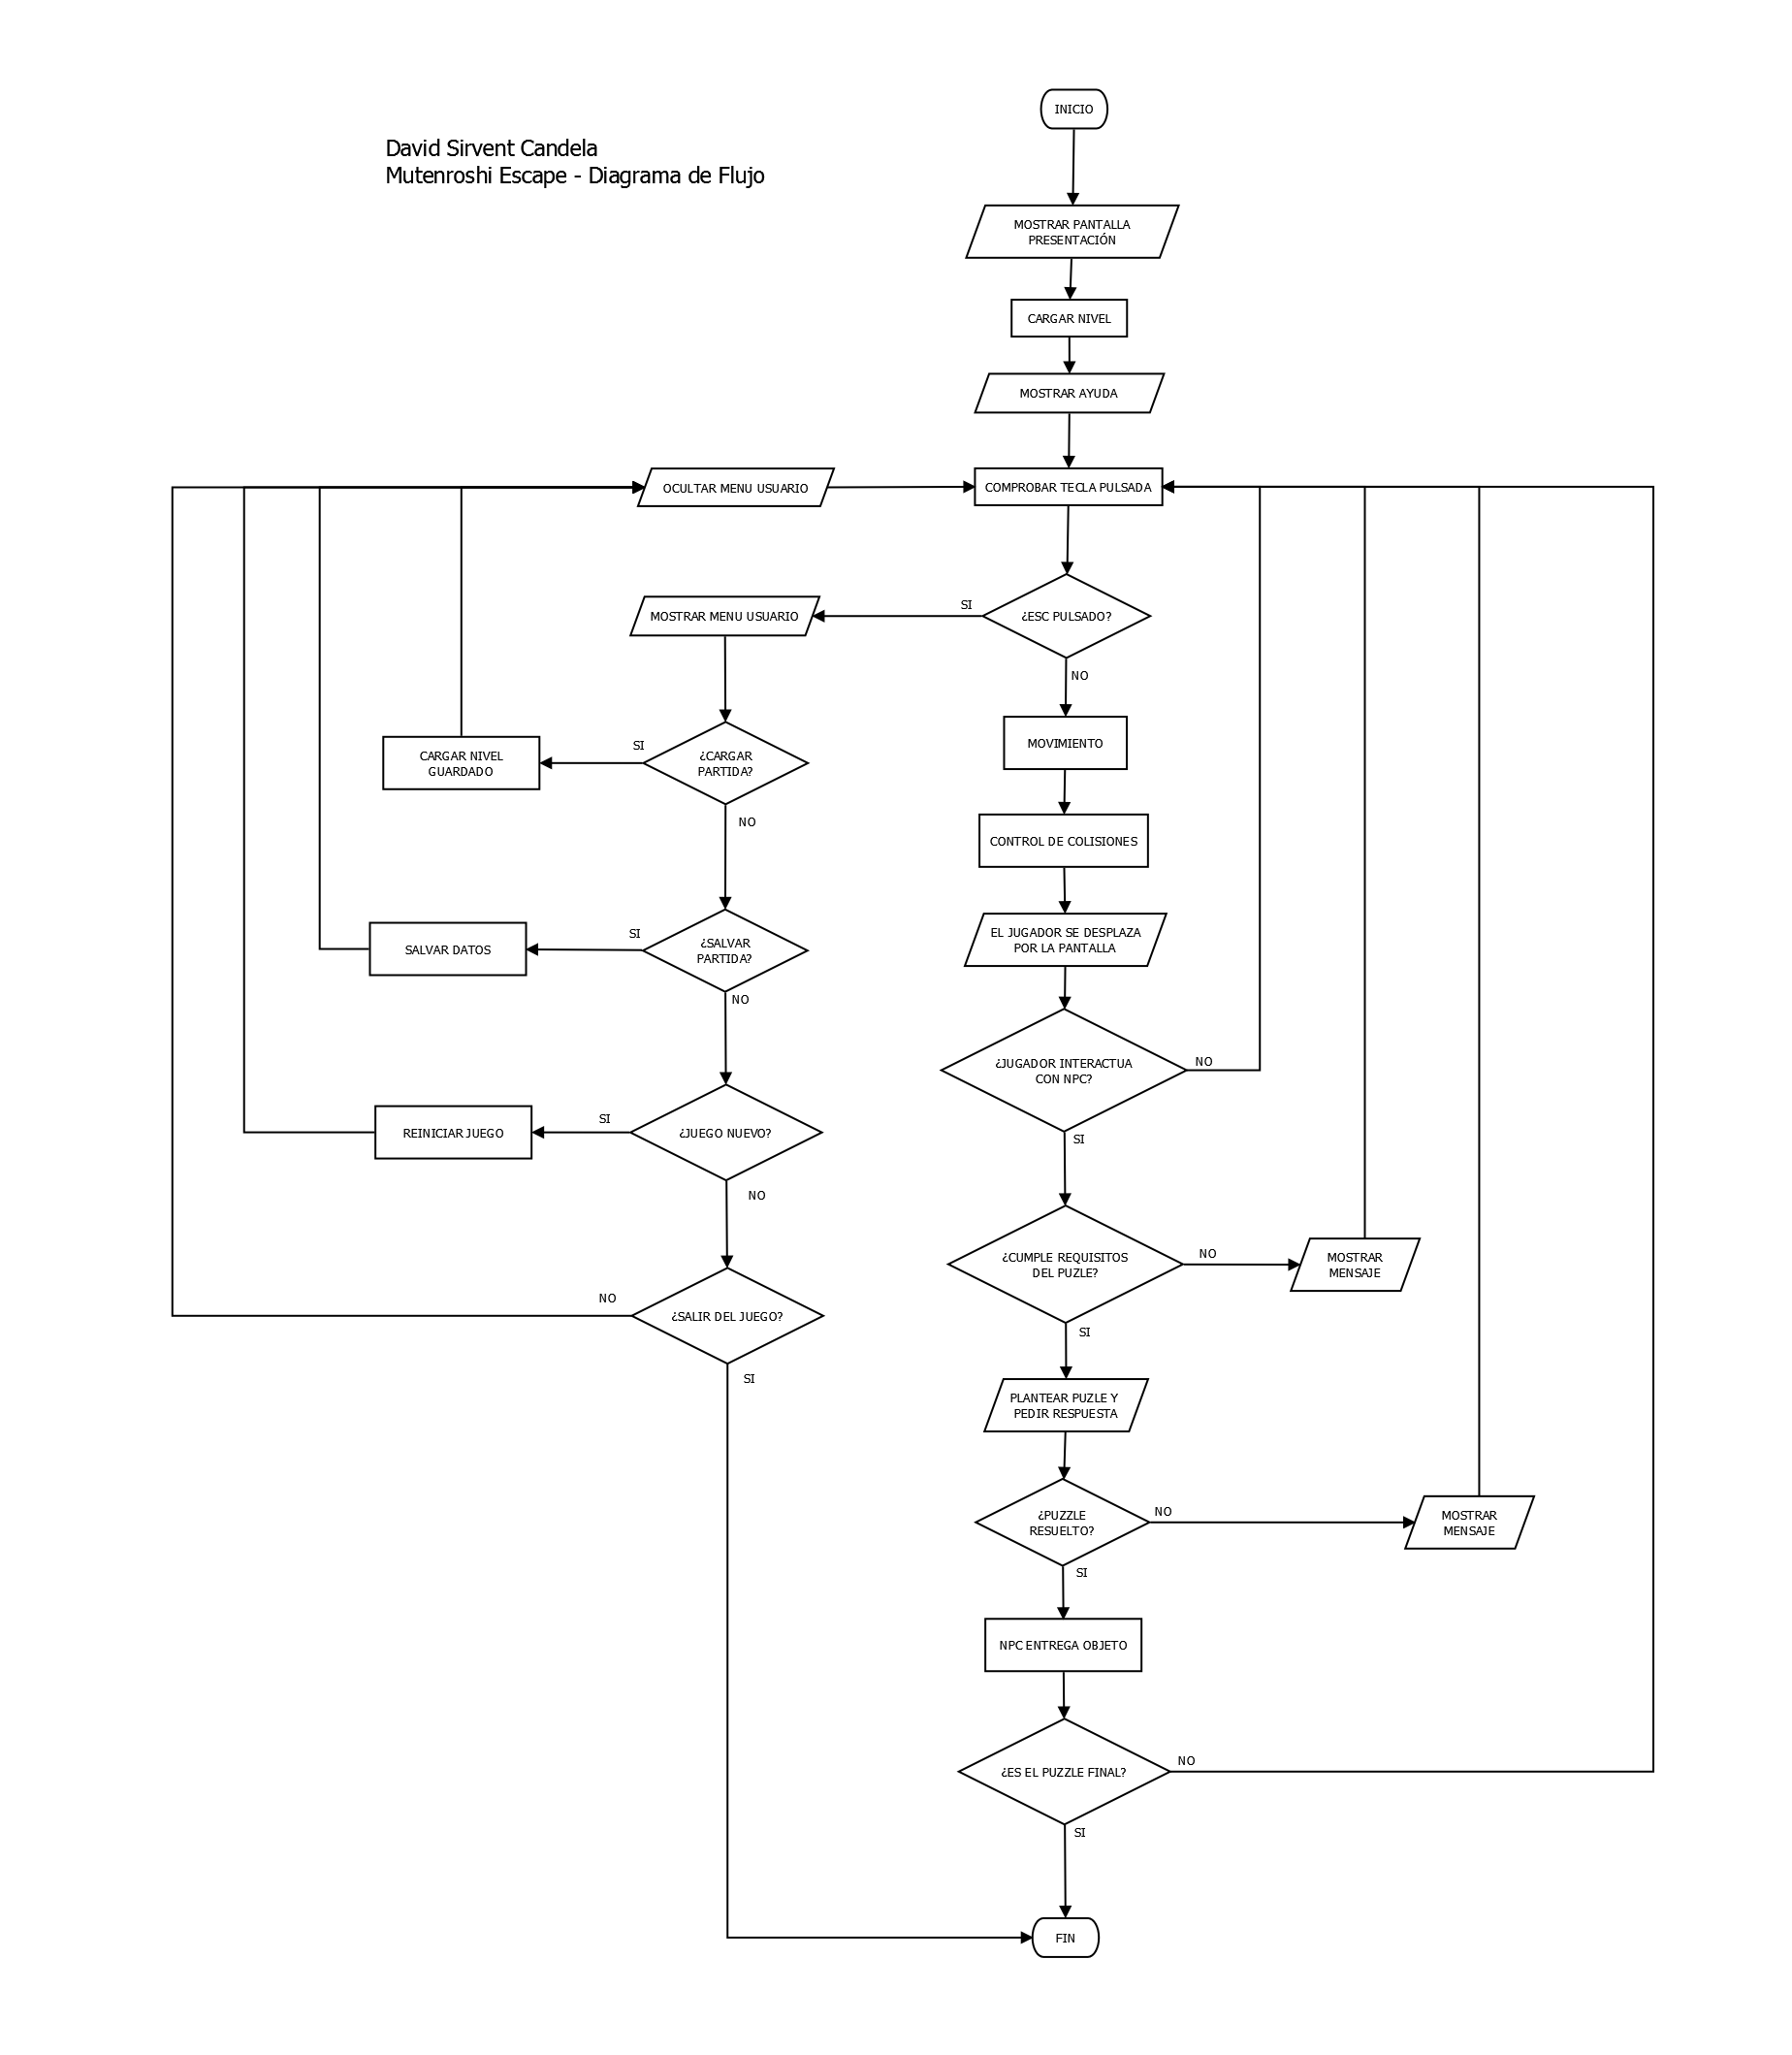 INICIO
David Sirvent Candela
Mutenroshi Escape - Diagrama de Flujo
MOSTRAR PANTALLA
PRESENTACIÓN
CARGAR NIVEL
MOSTRAR AYUDA
OCULTAR MENU USUARIO
COMPROBAR TECLA PULSADA
SI
MOSTRAR MENU USUARIO
¿ESC PULSADO?
NO
MOVIMIENTO
SI
CARGAR NIVEL
GUARDADO
¿CARGAR
PARTIDA?
NO
CONTROL DE COLISIONES
SI
SALVAR DATOS
¿SALVAR
PARTIDA?
NO
EL JUGADOR SE DESPLAZA
POR LA PANTALLA
¿JUGADOR INTERACTUA
CON NPC?
NO
SI
SI
REINICIAR JUEGO
¿JUEGO NUEVO?
NO
¿CUMPLE REQUISITOS
DEL PUZLE?
NO
MOSTRAR
MENSAJE
SI
NO
¿SALIR DEL JUEGO?
SI
PLANTEAR PUZLE Y
PEDIR RESPUESTA
¿PUZZLE
RESUELTO?
NO
MOSTRAR
MENSAJE
SI
NPC ENTREGA OBJETO
¿ES EL PUZZLE FINAL?
NO
SI
FIN